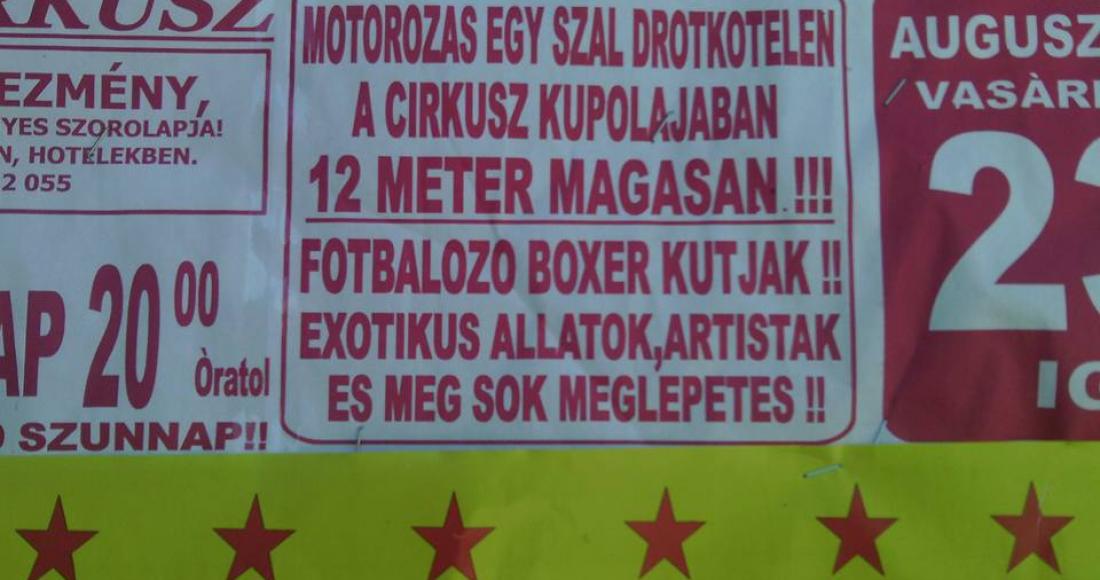 RKUSZ
EZMÉNY,
YES SZOROLAPJA!
N, HOTELEKBEN.
2 055
AP 20 00
Òratol
SZUNNAP!!
MOTOROZAS EGY SZAL DROTKOTELEN
A CIRKUSZ KUPOLAJABAN
12 METER MAGASAN !!!
FOTBALOZO BOXER KUTJAK !!
EXOTIKUS ALLATOK,ARTISTAK
ES MEG SOK MEGLEPETES !!
AUGUSZ
VASÀRN
23
IG